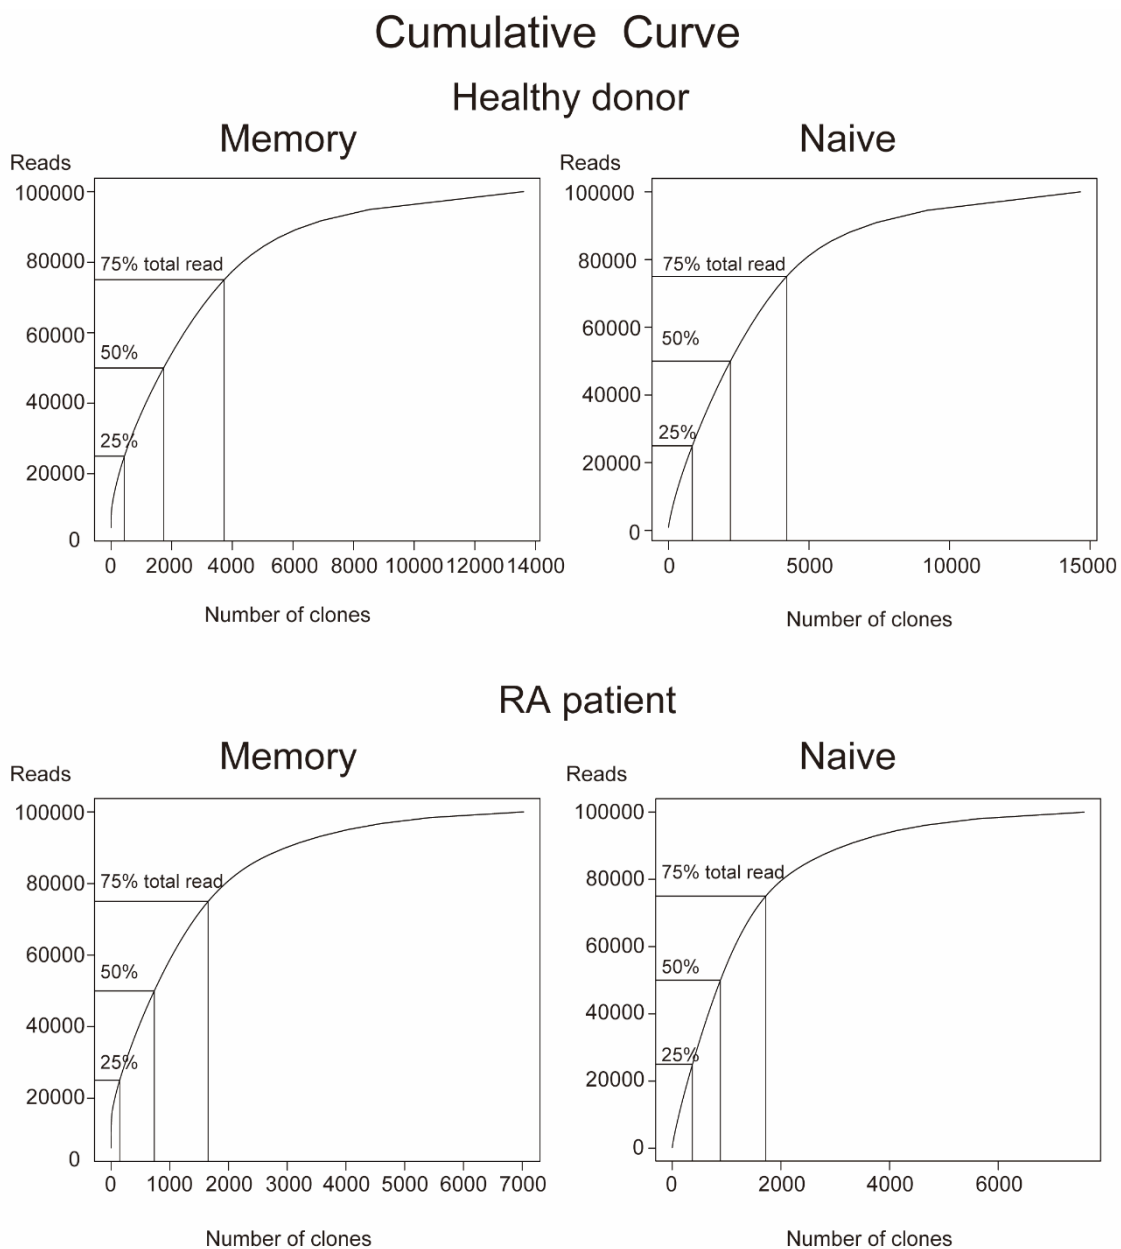 Cumulative Curve
Healthy donor
Memory
Reads
100000
80000
60000
40000
20000
0
75% total read
50%
25%
0 2000 4000 6000 8000 10000 12000 14000
Number of clones
Naive
Reads
100000
80000
60000
40000
20000
0
75% total read
50%
25%
0 5000 10000 15000
Number of clones
RA patient
Memory
Reads
100000
80000
60000
40000
20000
0
75% total read
50%
25%
0 1000 2000 3000 4000 5000 6000 7000
Number of clones
Naive
Reads
100000
80000
60000
40000
20000
0
75% total read
50%
25%
0 2000 4000 6000
Number of clones